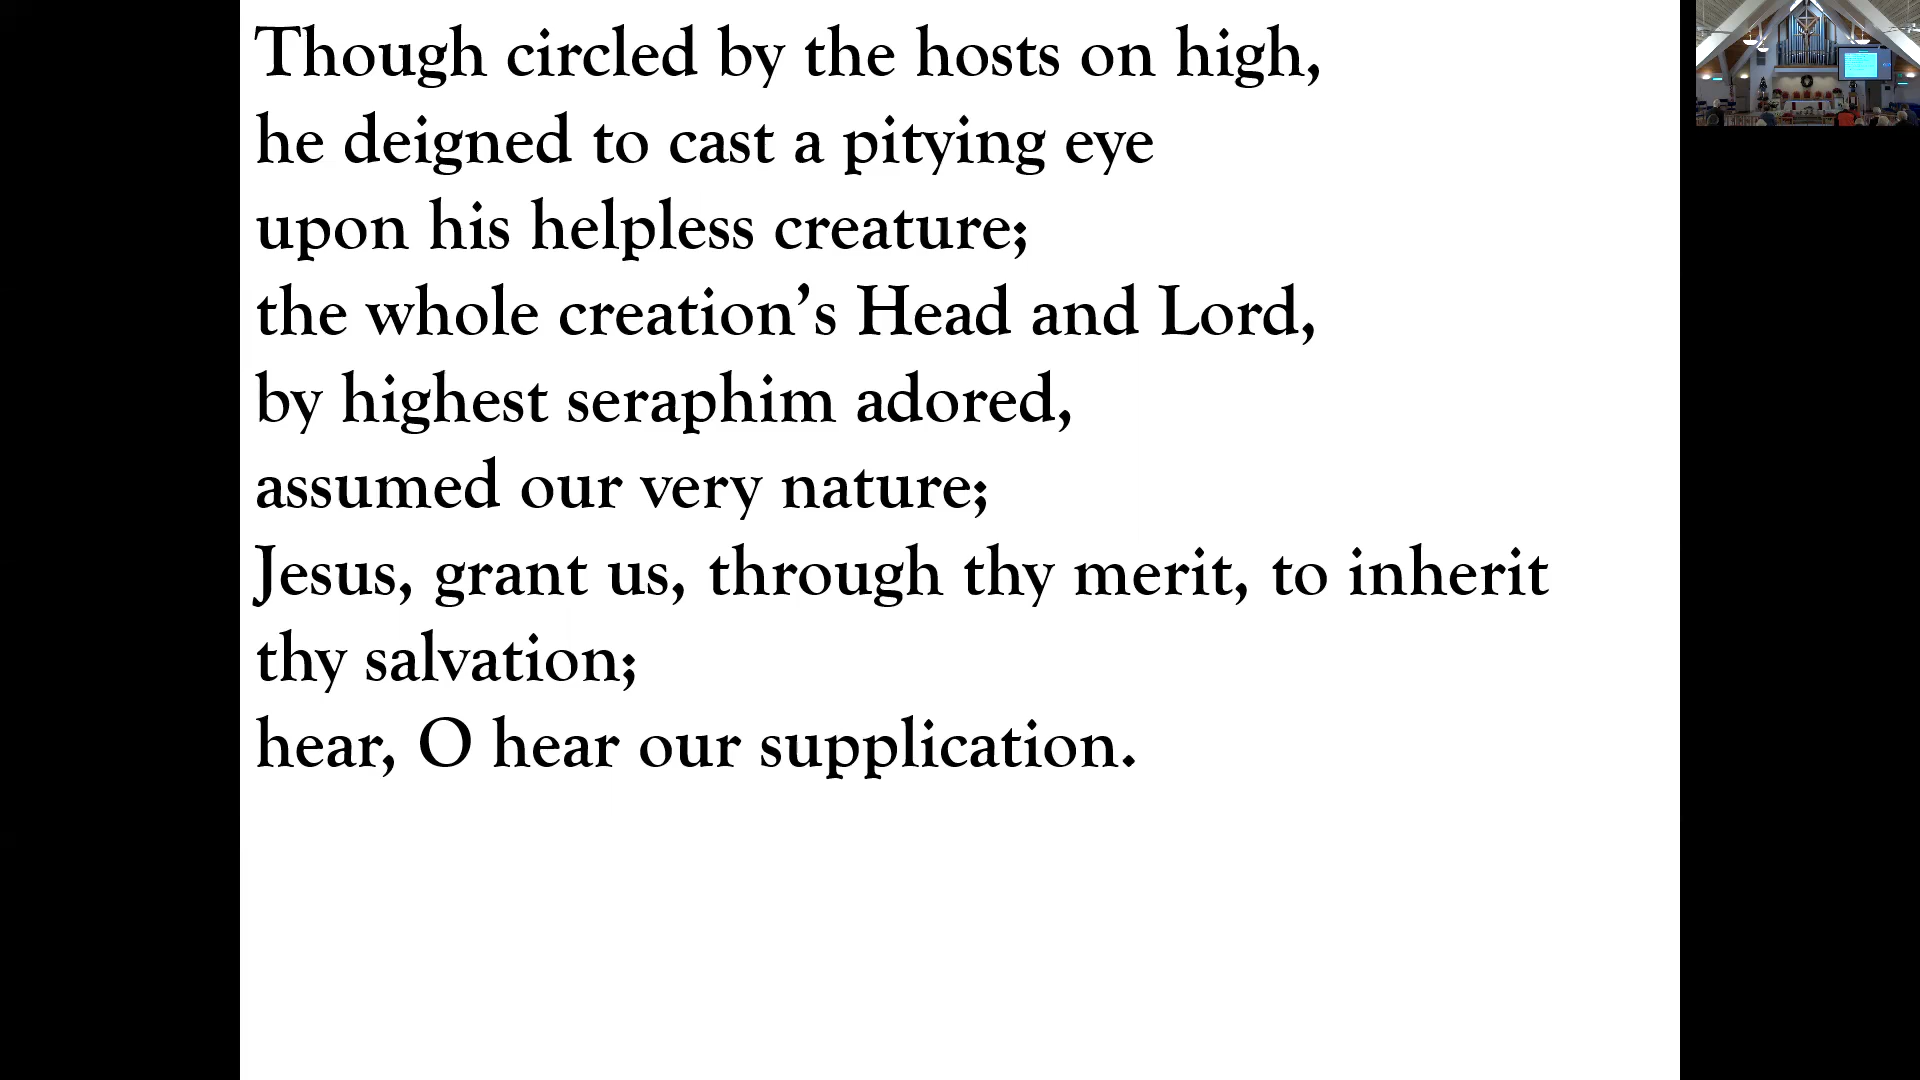 Though circled by the hosts on high,
he deigned to cast a pitying eye
upon his helpless creature;
the whole creation’s Head and Lord,
by highest seraphim adored,
assumed our very nature;
Jesus, grant us, through thy merit, to inherit
thy salvation;
hear, O hear our supplication.